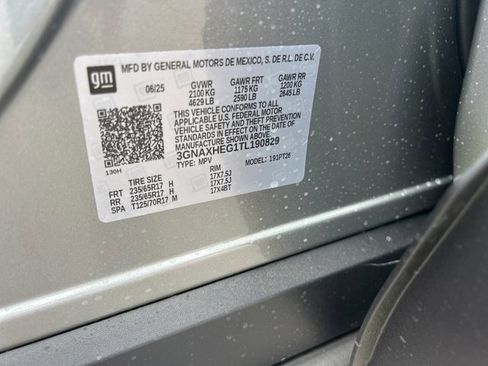 gm MFD BY GENERAL MOTORS DE MEXICO, S. DE R.L. DE C.V.
06/25 GVWR GAWR FRT GAWR RR
2100 KG 1175 KG 1200 KG
4629 LB 2590 LB 2645 LB
THIS VEHICLE CONFORMS TO ALL
APPLICABLE U.S. FEDERAL MOTOR
VEHICLE SAFETY AND THEFT PREVENTION
STANDARDS IN EFFECT ON THE DATE OF
MANUFACTURE SHOWN ABOVE.
3GNAXHEG1TL190829
130H TYPE: MPV MODEL: 191PT26
TIRE SIZE RIM
FRT 235/65R17 H 17X7.5J
RR 235/65R17 H 17X7.5J
SPA T125/70R17 M 17X4BT